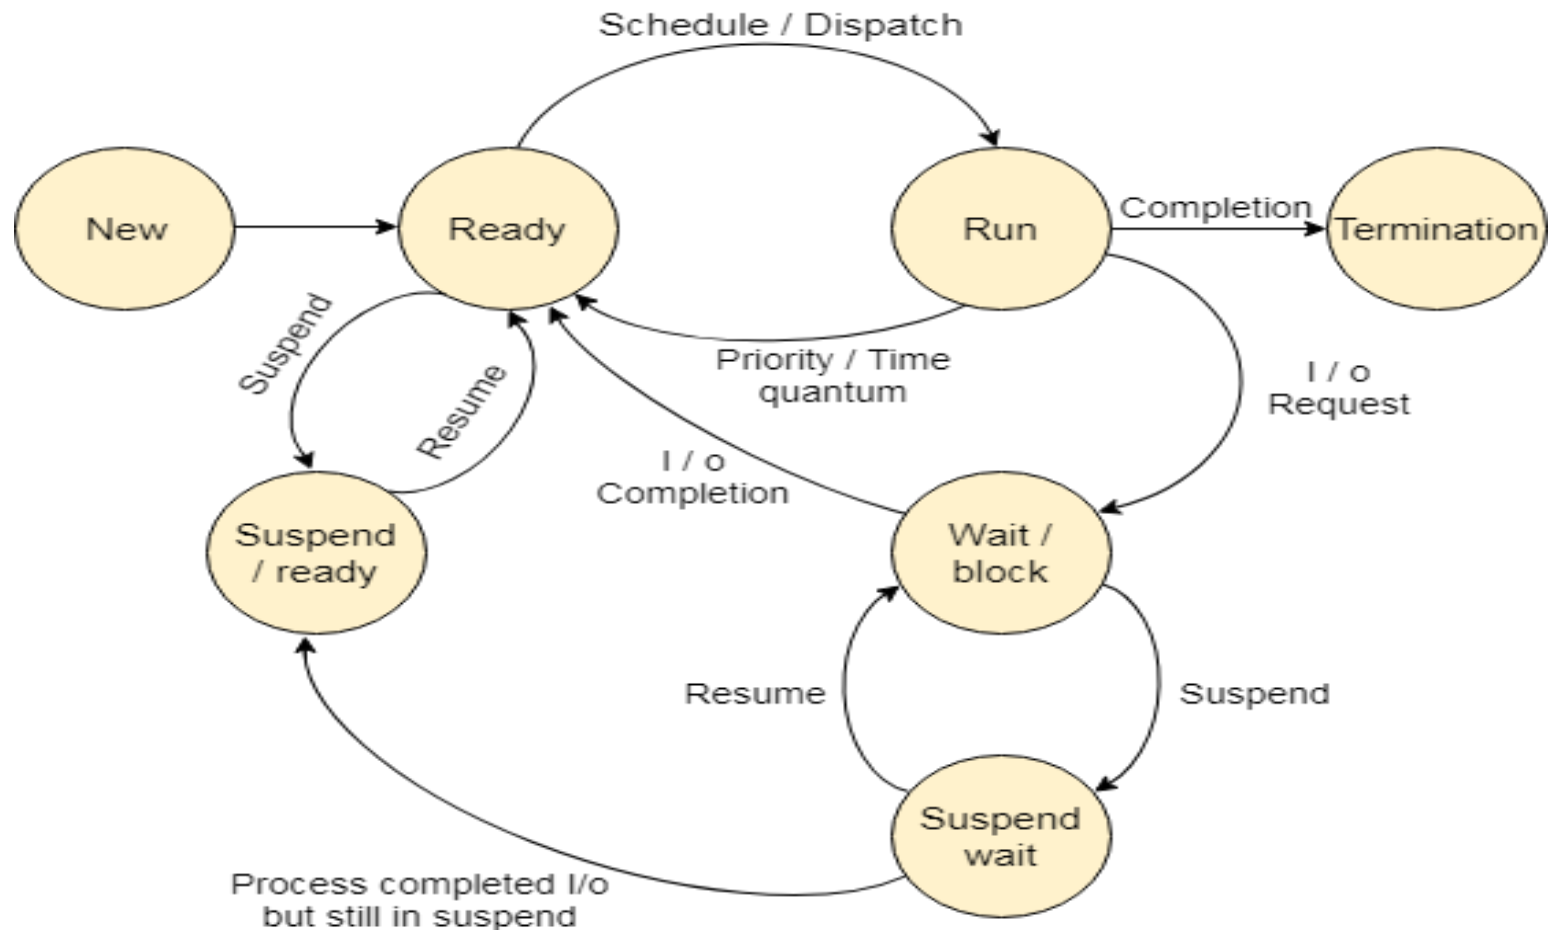 Schedule / Dispatch
New
Ready
Run
Completion
Termination
Suspend
Resume
Priority / Time
quantum
I / o
Request
I / o
Completion
Suspend
/ ready
Wait /
block
Resume
Suspend
Suspend
wait
Process completed I/o
but still in suspend